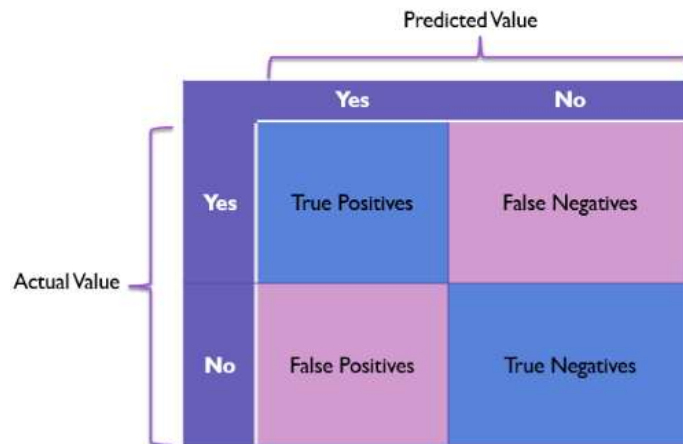 Predicted Value
Yes No
Yes True Positives False Negatives
Actual Value
No False Positives True Negatives